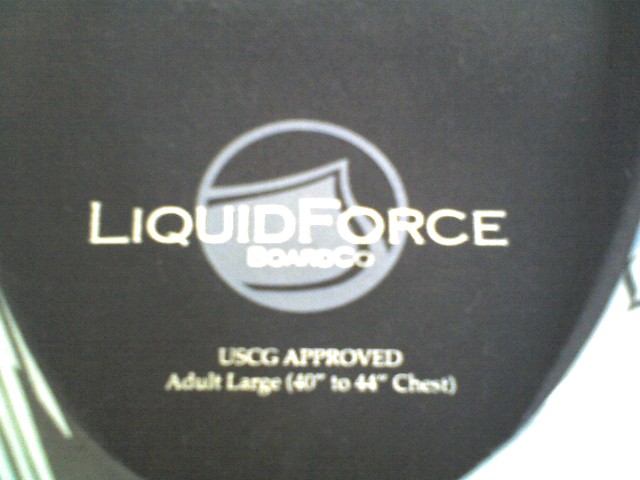 LIQUIDFORCE
BOARDCO
USCG APPROVED
Adult Large (40" to 44" Chest)